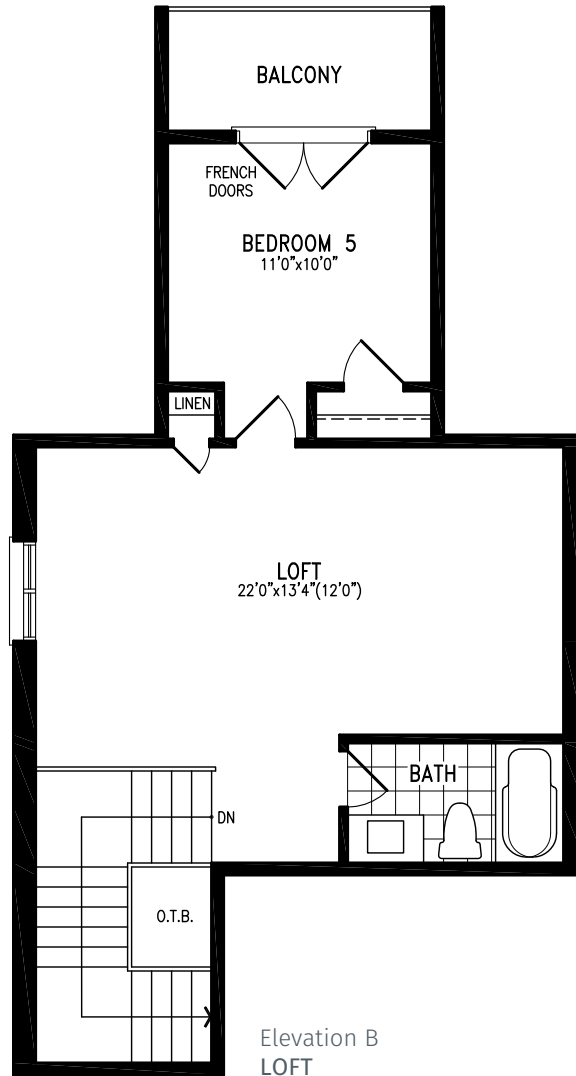 BALCONY
FRENCH
DOORS
BEDROOM 5
11'0"x10'0"
LINEN
LOFT
22'0"x13'4"(12'0")
BATH
DN
O.T.B.
Elevation B
LOFT